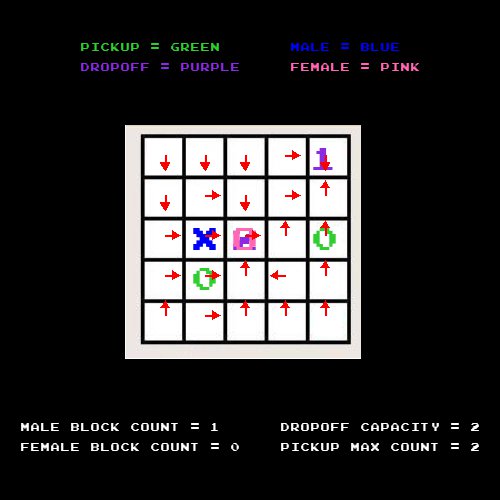 PICKUP = GREEN MALE = BLUE
DROPOFF = PURPLE FEMALE = PINK
1
X 0
0
MALE BLOCK COUNT = 1 DROPOFF CAPACITY = 2
FEMALE BLOCK COUNT = 0 PICKUP MAX COUNT = 2